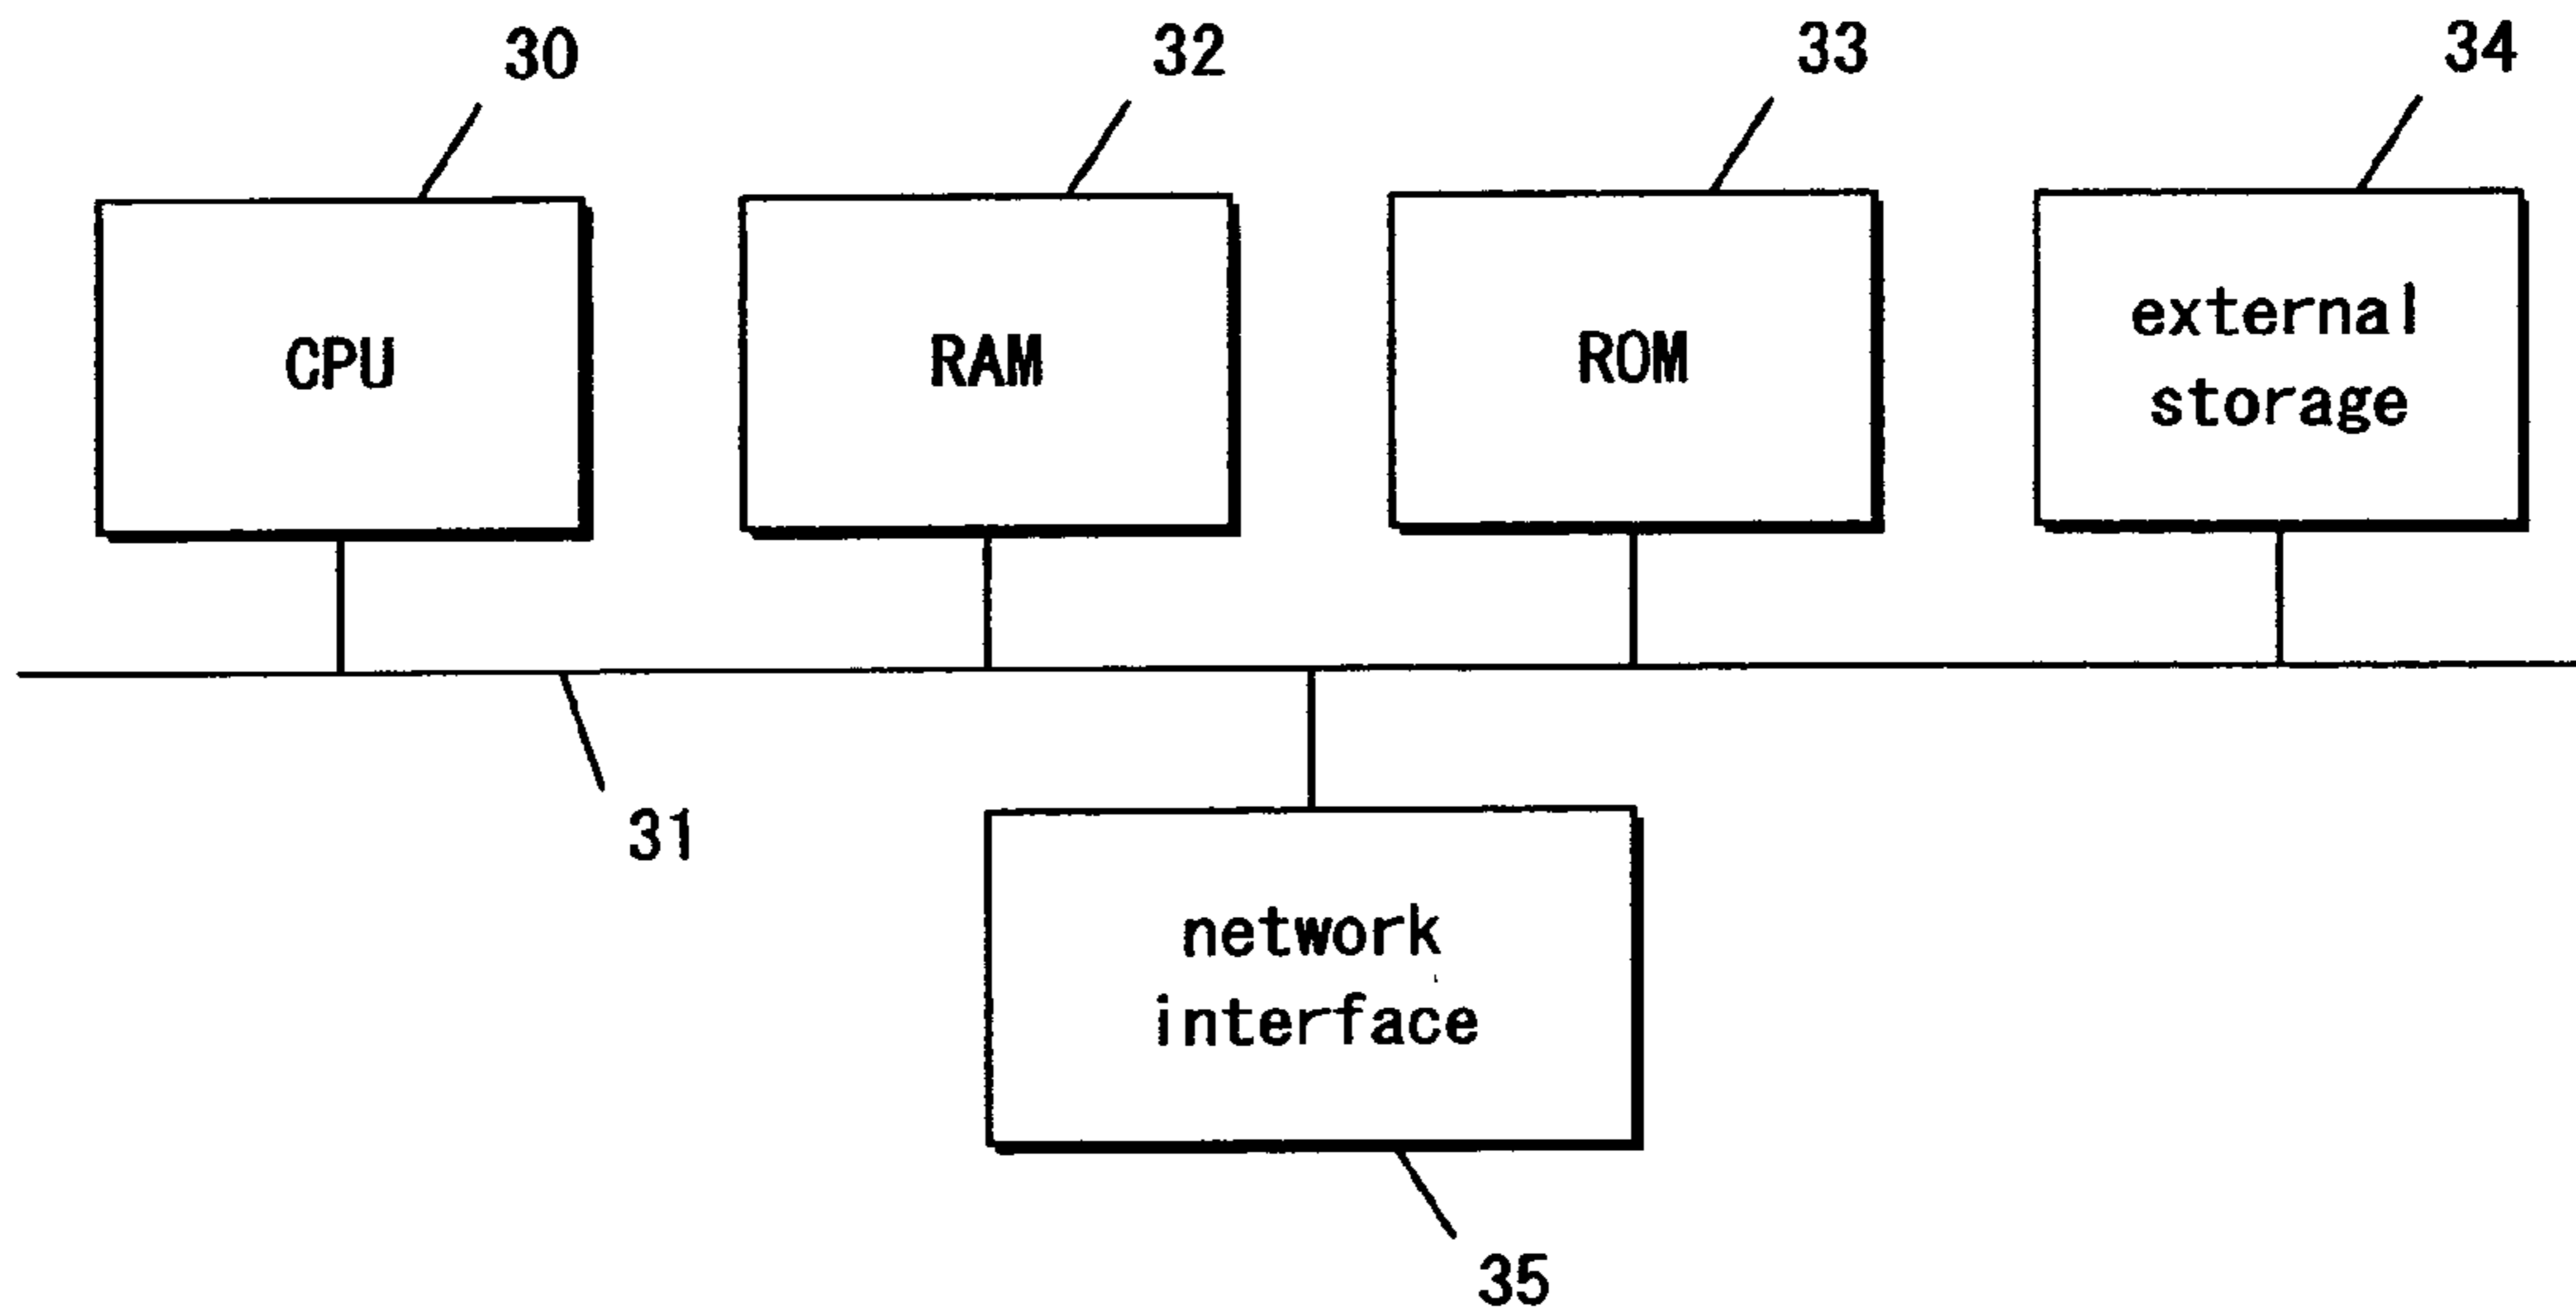 30
32
33
34
CPU
RAM
ROM
external
storage
31
network
interface
35